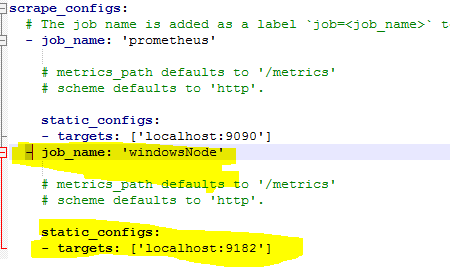 scrape_configs:
# The job name is added as a label `job=<job_name>` t
- job_name: 'prometheus'
# metrics_path defaults to '/metrics'
# scheme defaults to 'http'.
static_configs:
- targets: ['localhost:9090']
- job_name: 'windowsNode'
# metrics_path defaults to '/metrics'
# scheme defaults to 'http'.
static_configs:
- targets: ['localhost:9182']